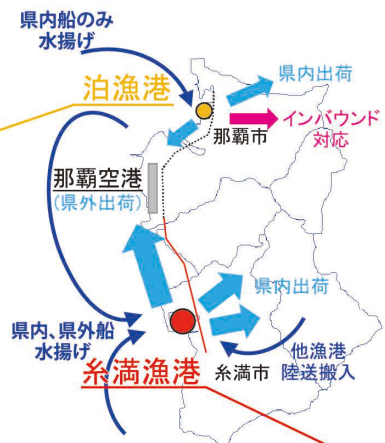 県内船のみ
水揚げ
県内出荷
泊漁港
インバウンド
対応
那覇市
那覇空港
(県外出荷)
県内出荷
県内、県外船
水揚げ
他漁港
陸送搬入
糸満漁港
糸満市